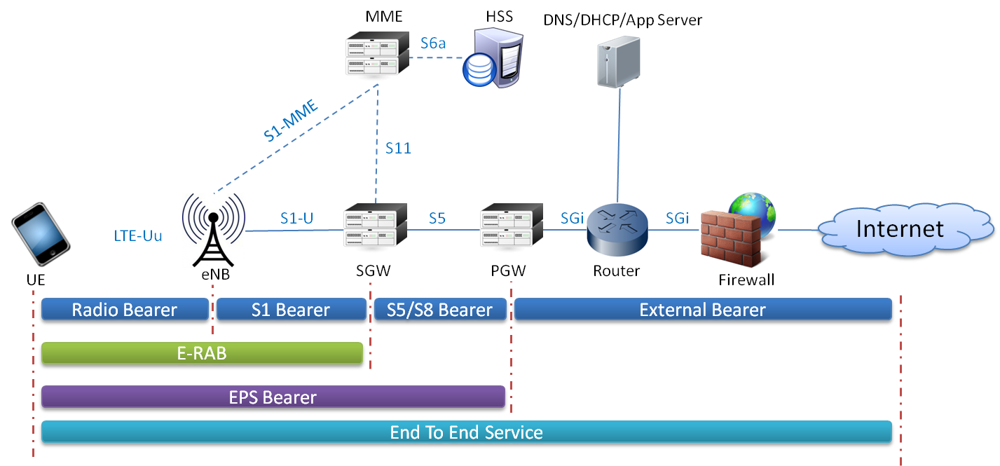 MME
HSS
DNS/DHCP/App Server
S6a
S1-MME
S11
LTE-Uu
S1-U
S5
SGi
SGi
Internet
UE
eNB
SGW
PGW
Router
Firewall
Radio Bearer
S1 Bearer
S5/S8 Bearer
External Bearer
E-RAB
EPS Bearer
End To End Service